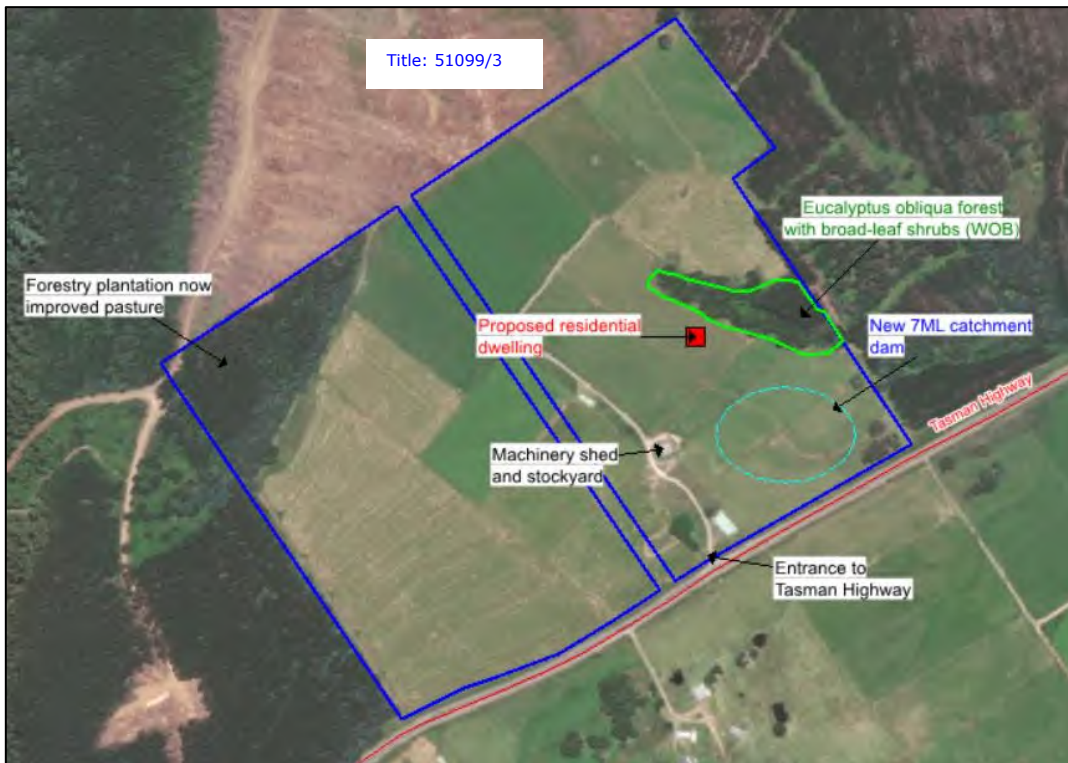 Title: 51099/3
Eucalyptus obliqua forest
with broad-leaf shrubs (WOB)
Forestry plantation now
improved pasture
Proposed residential
dwelling
New 7ML catchment
dam
Tasman Highway
Machinery shed
and stockyard
Entrance to
Tasman Highway